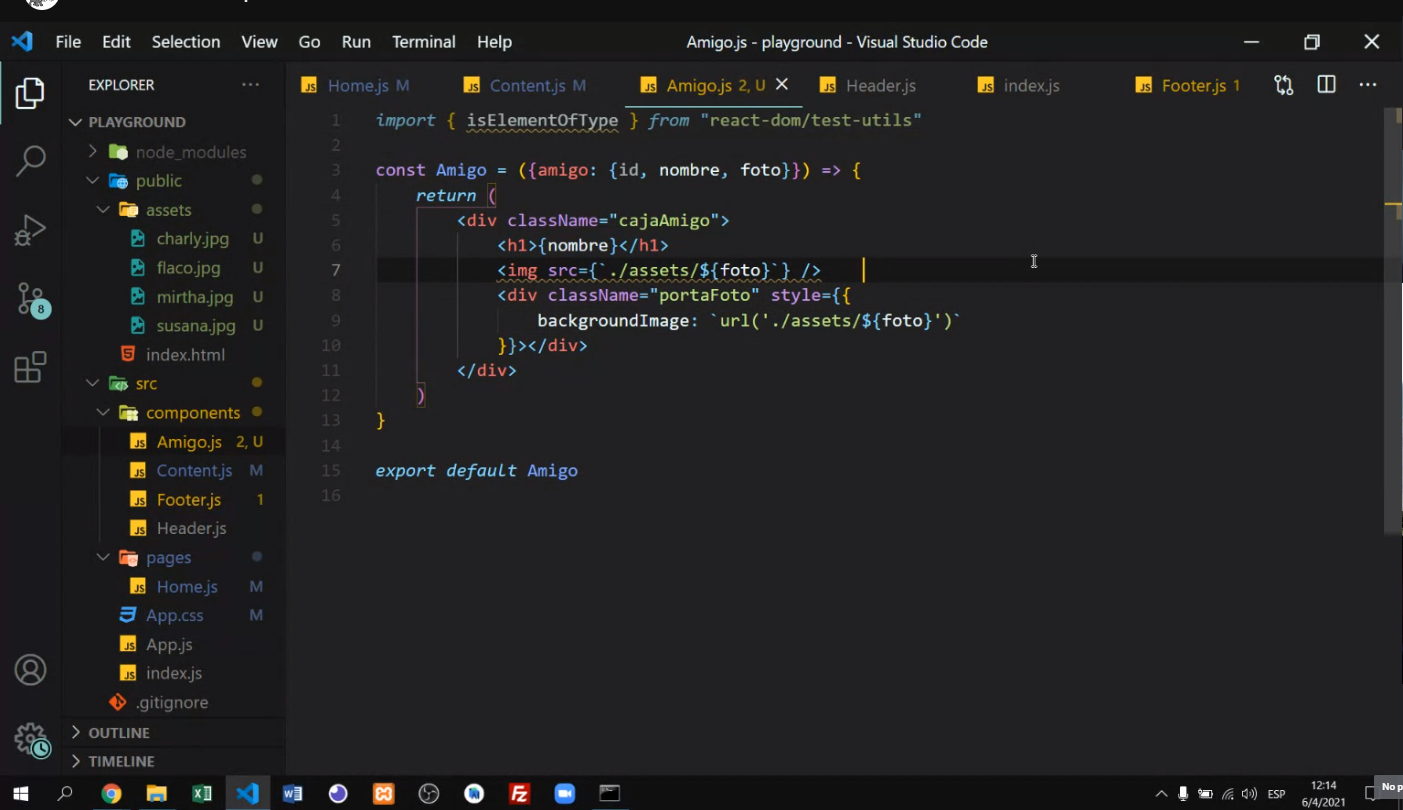 File Edit Selection View Go Run Terminal Help Amigo.js - playground - Visual Studio Code
EXPLORER
Home.js M Content.js M Amigo.js 2, U Header.js index.js Footer.js 1
PLAYGROUND
node_modules
public
assets
charly.jpg U
flaco.jpg U
mirtha.jpg U
susana.jpg U
index.html
src
components
Amigo.js 2, U
Content.js M
Footer.js 1
Header.js
pages
Home.js M
App.css M
App.js
index.js
.gitignore
OUTLINE
TIMELINE
8
1 import { isElementOfType } from "react-dom/test-utils"
2
3 const Amigo = ({amigo: {id, nombre, foto}}) => {
4 return (
5 <div className="cajaAmigo">
6 <h1>{nombre}</h1>
7 <img src={`./assets/${foto}`} />
8 <div className="portaFoto" style={{
9 backgroundImage: `url('./assets/${foto}')`
10 }}></div>
11 </div>
12 )
13 }
14
15 export default Amigo
16
ESP
12:14
6/4/2021
No p